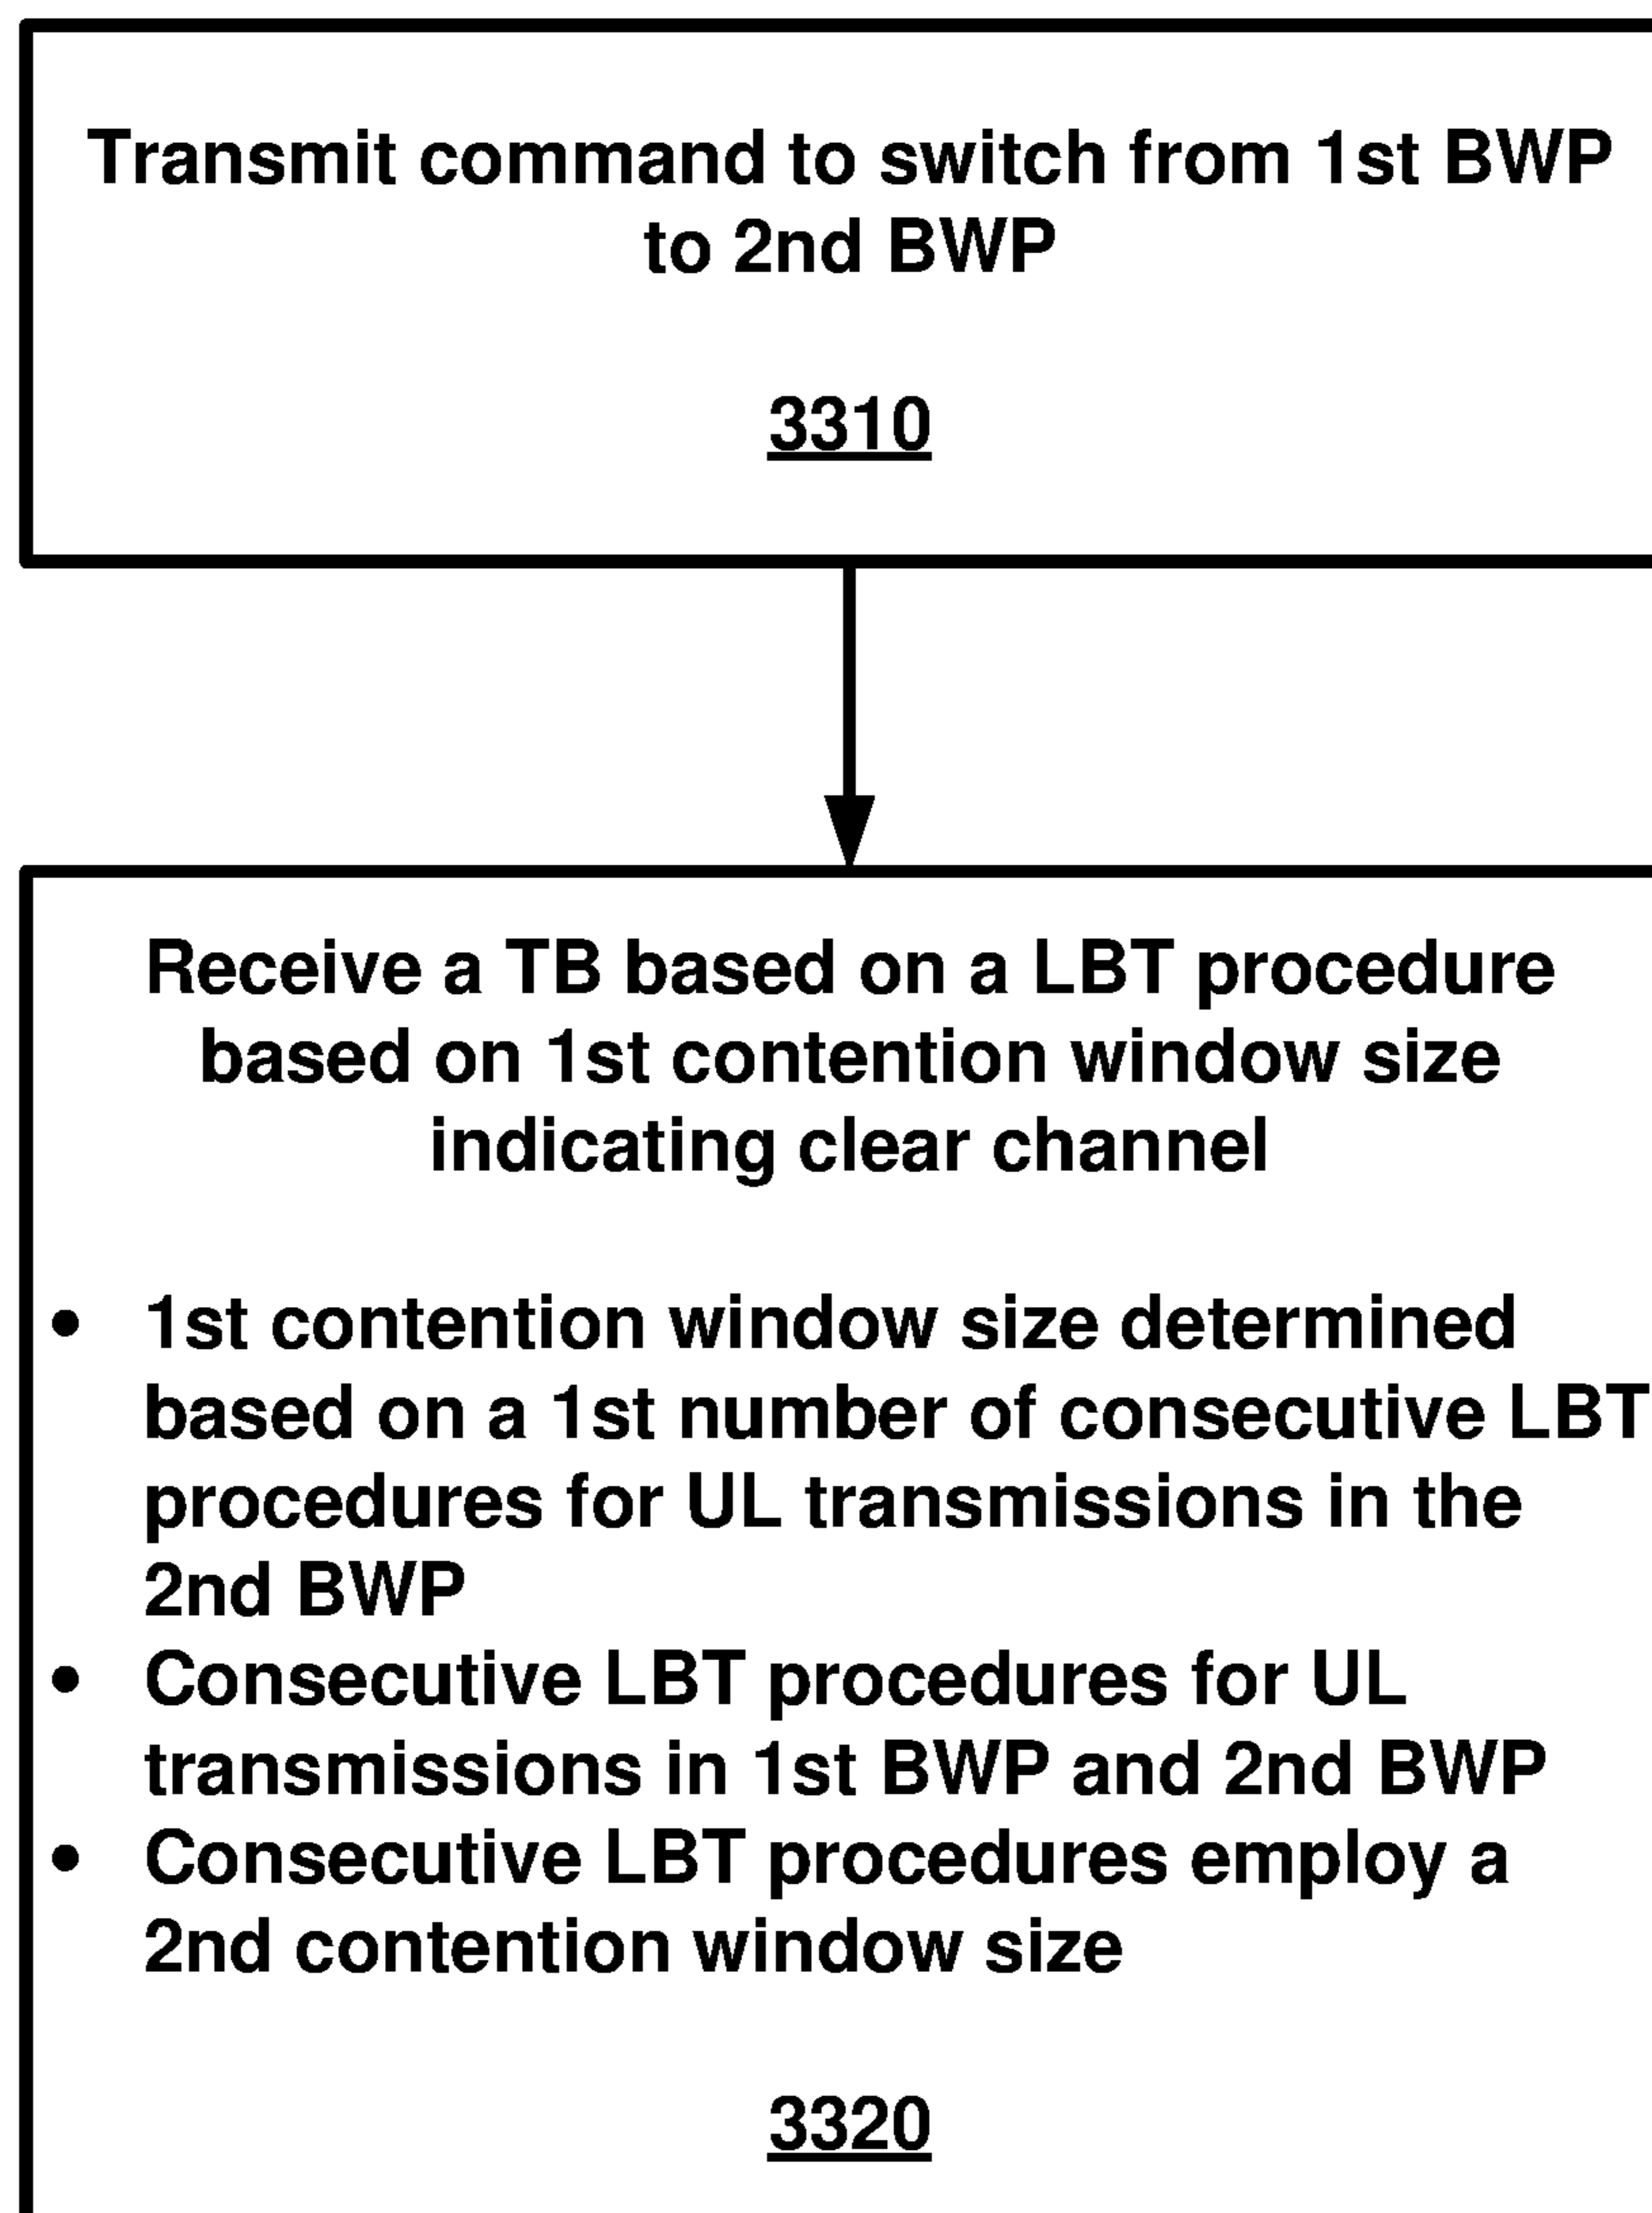 Transmit command to switch from 1st BWP
to 2nd BWP
3310
Receive a TB based on a LBT procedure
based on 1st contention window size
indicating clear channel
• 1st contention window size determined
based on a 1st number of consecutive LBT
procedures for UL transmissions in the
2nd BWP
• Consecutive LBT procedures for UL
transmissions in 1st BWP and 2nd BWP
• Consecutive LBT procedures employ a
2nd contention window size
3320